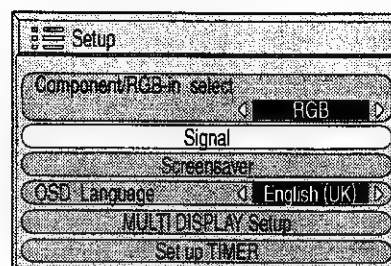 Setup
Component/RGB-in select
RGB
Signal
Screensaver
OSD Language English (UK)
MULTI DISPLAY Setup
Set up TIMER